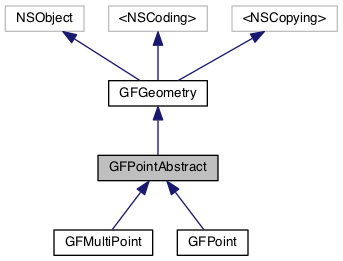 NSObject
<NSCoding>
<NSCopying>
GFGeometry
GFPointAbstract
GFMultiPoint
GFPoint